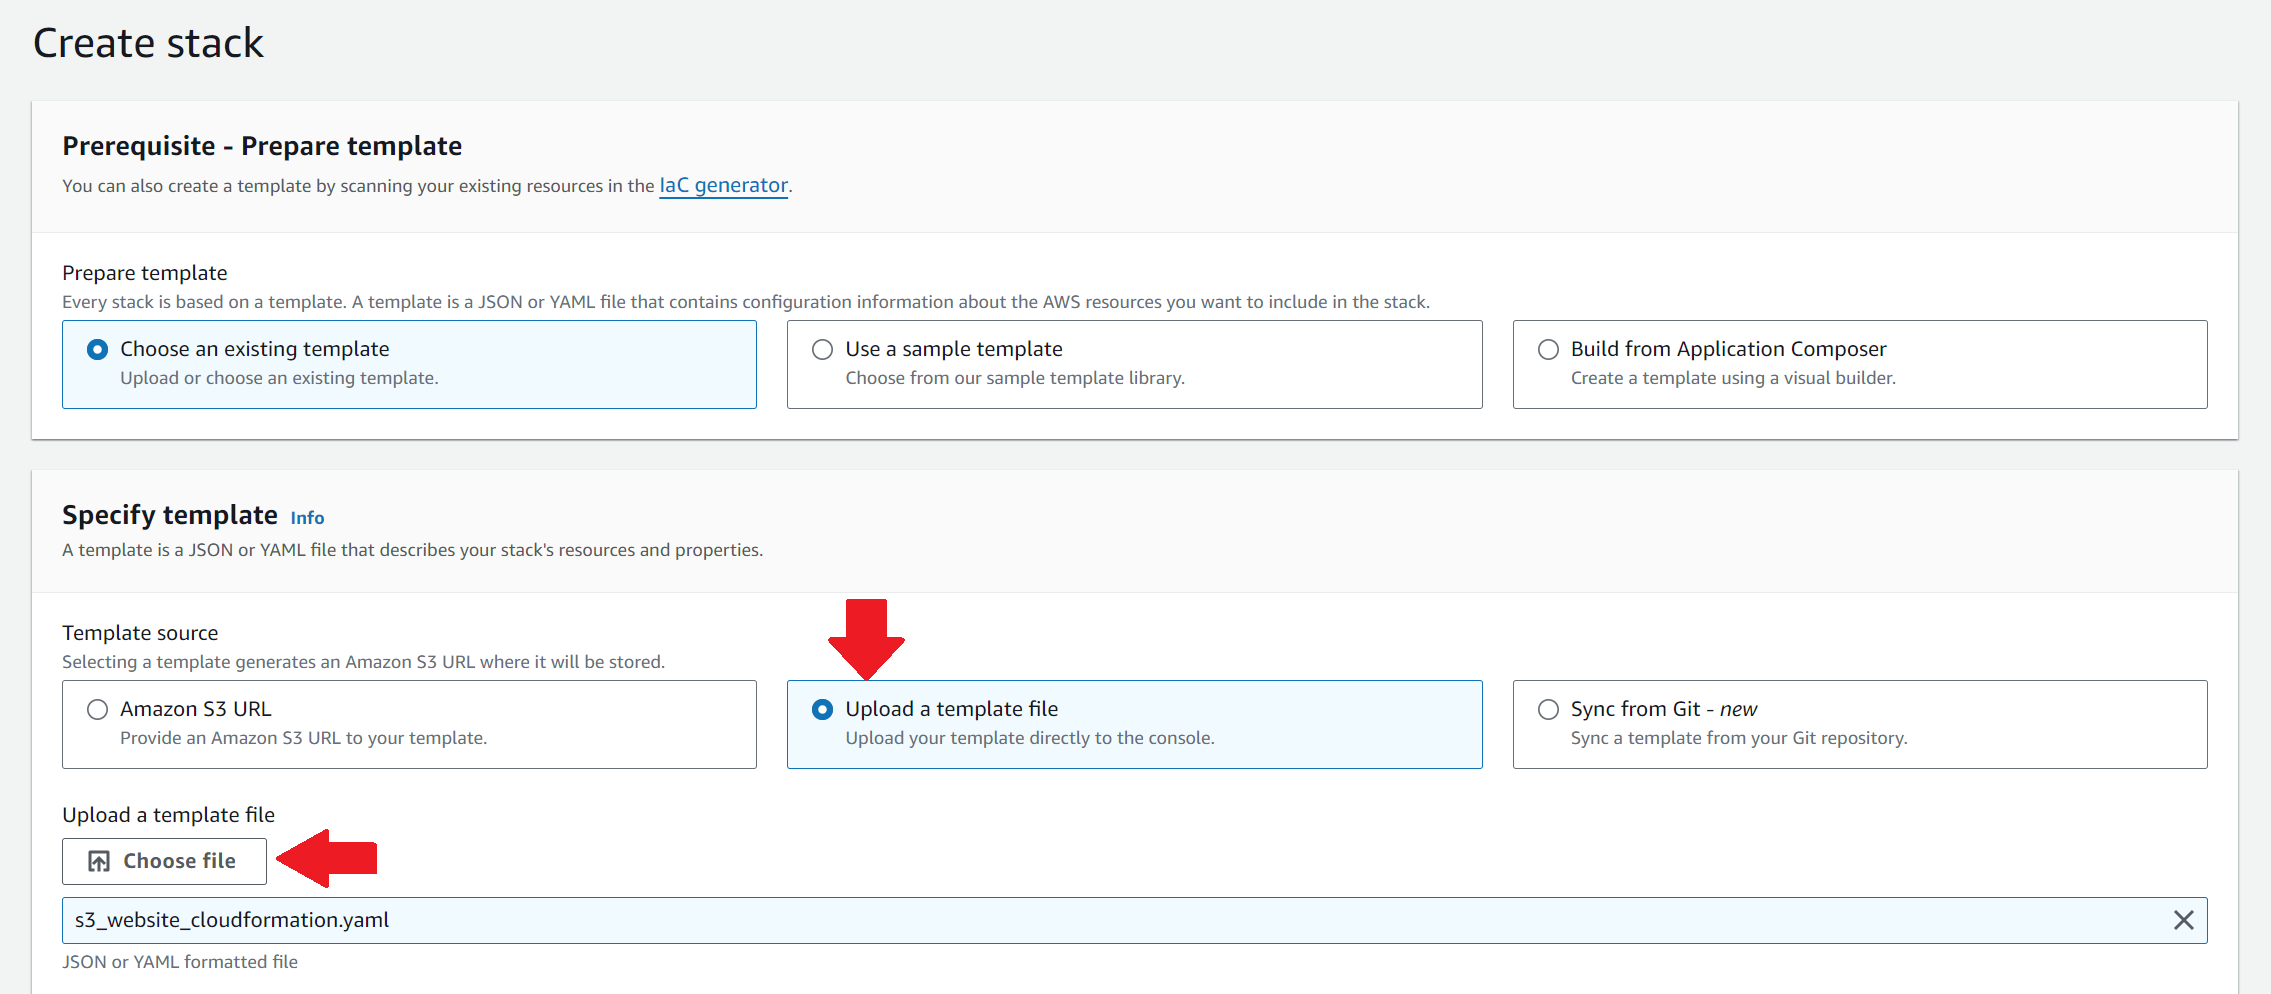 Create stack
Prerequisite - Prepare template
You can also create a template by scanning your existing resources in the IaC generator.
Prepare template
Every stack is based on a template. A template is a JSON or YAML file that contains configuration information about the AWS resources you want to include in the stack.
Choose an existing template
Upload or choose an existing template.
Use a sample template
Choose from our sample template library.
Build from Application Composer
Create a template using a visual builder.
Specify template Info
A template is a JSON or YAML file that describes your stack's resources and properties.
Template source
Selecting a template generates an Amazon S3 URL where it will be stored.
Amazon S3 URL
Provide an Amazon S3 URL to your template.
Upload a template file
Upload your template directly to the console.
Sync from Git - new
Sync a template from your Git repository.
Upload a template file
Choose file
s3_website_cloudformation.yaml
JSON or YAML formatted file